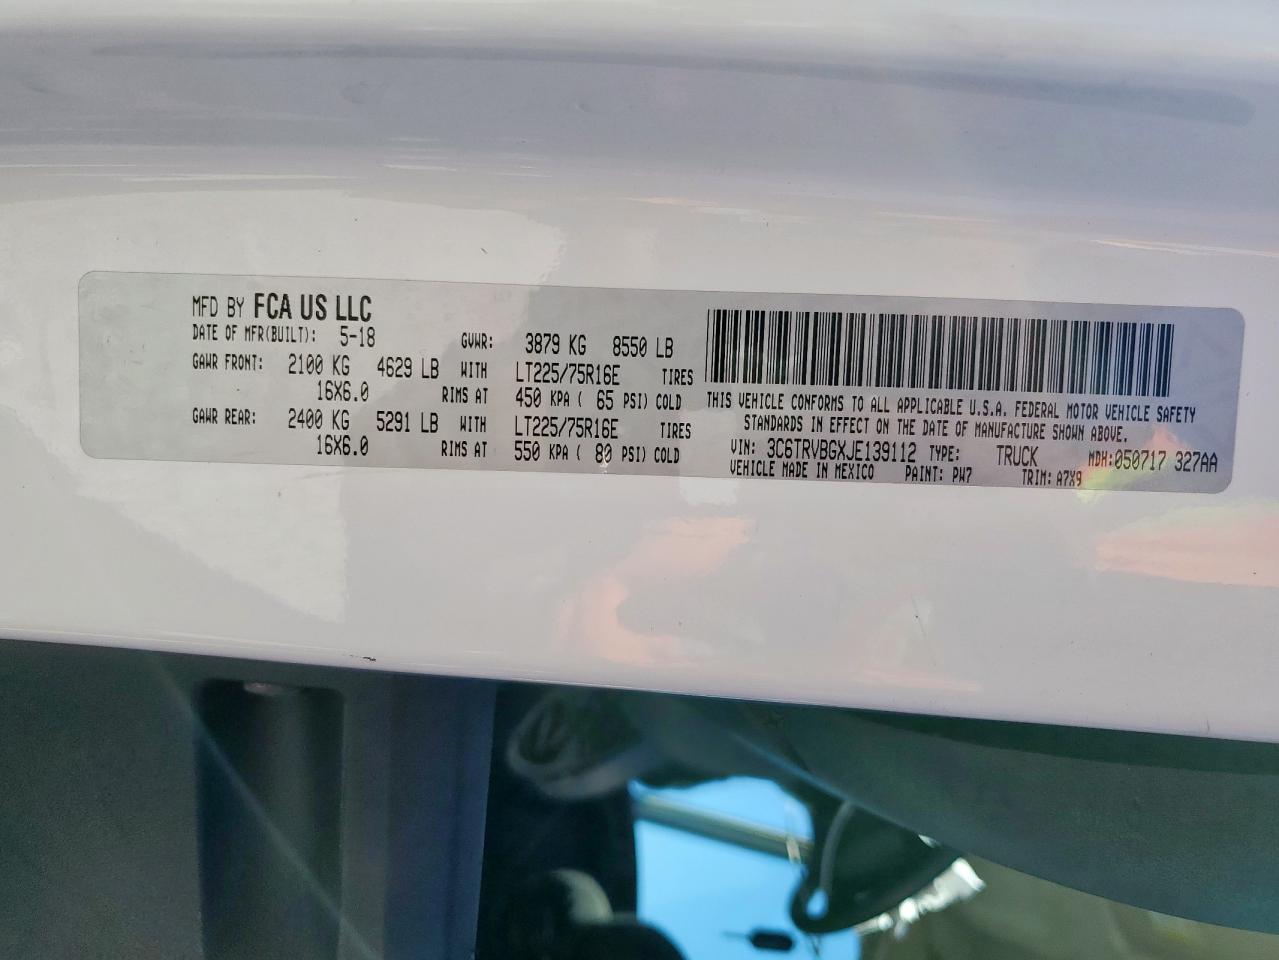 MFD BY FCA US LLC
DATE OF MFR(BUILT): 5-18 GVWR: 3879 KG 8550 LB
GAWR FRONT: 2100 KG 4629 LB WITH LT225/75R16E TIRES
16X6.0 RIMS AT 450 KPA ( 65 PSI) COLD
GAWR REAR: 2400 KG 5291 LB WITH LT225/75R16E TIRES
16X6.0 RIMS AT 550 KPA ( 80 PSI) COLD
THIS VEHICLE CONFORMS TO ALL APPLICABLE U.S.A. FEDERAL MOTOR VEHICLE SAFETY
STANDARDS IN EFFECT ON THE DATE OF MANUFACTURE SHOWN ABOVE.
VIN: 3C6TRVBGXJE139112 TYPE: TRUCK MDH:050717 327AA
VEHICLE MADE IN MEXICO PAINT: PW7 TRIM: A7X9